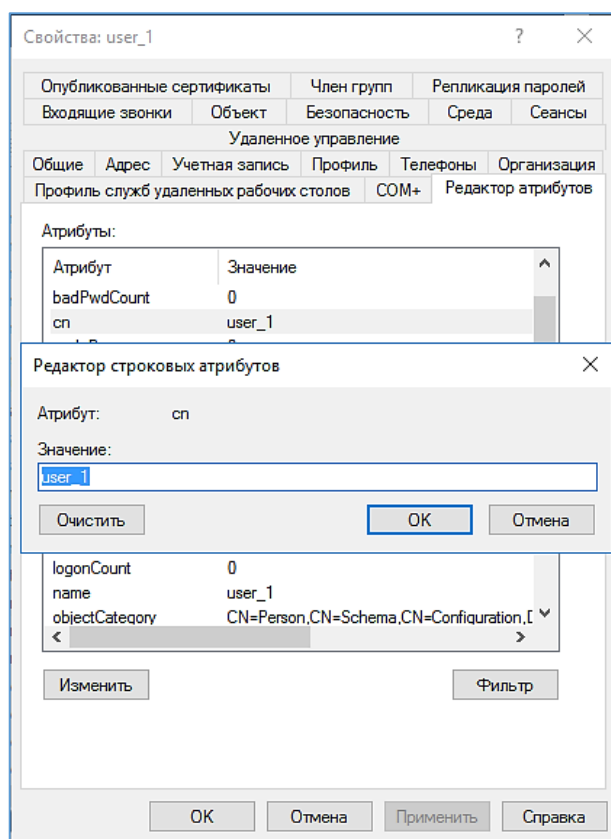 Свойства: user_1 ?
Опубликованные сертификаты Член групп Репликация паролей
Входящие звонки Объект Безопасность Среда Сеансы
Удаленное управление
Общие Адрес Учетная запись Профиль Телефоны Организация
Профиль служб удаленных рабочих столов COM+ Редактор атрибутов
Атрибуты:
Атрибут Значение
badPwdCount 0
cn user_1
Редактор строковых атрибутов
Атрибут: cn
Значение:
user_1
Очистить OK Отмена
logonCount 0
name user_1
objectCategory CN=Person,CN=Schema,CN=Configuration,D
Изменить Фильтр
OK Отмена Применить Справка